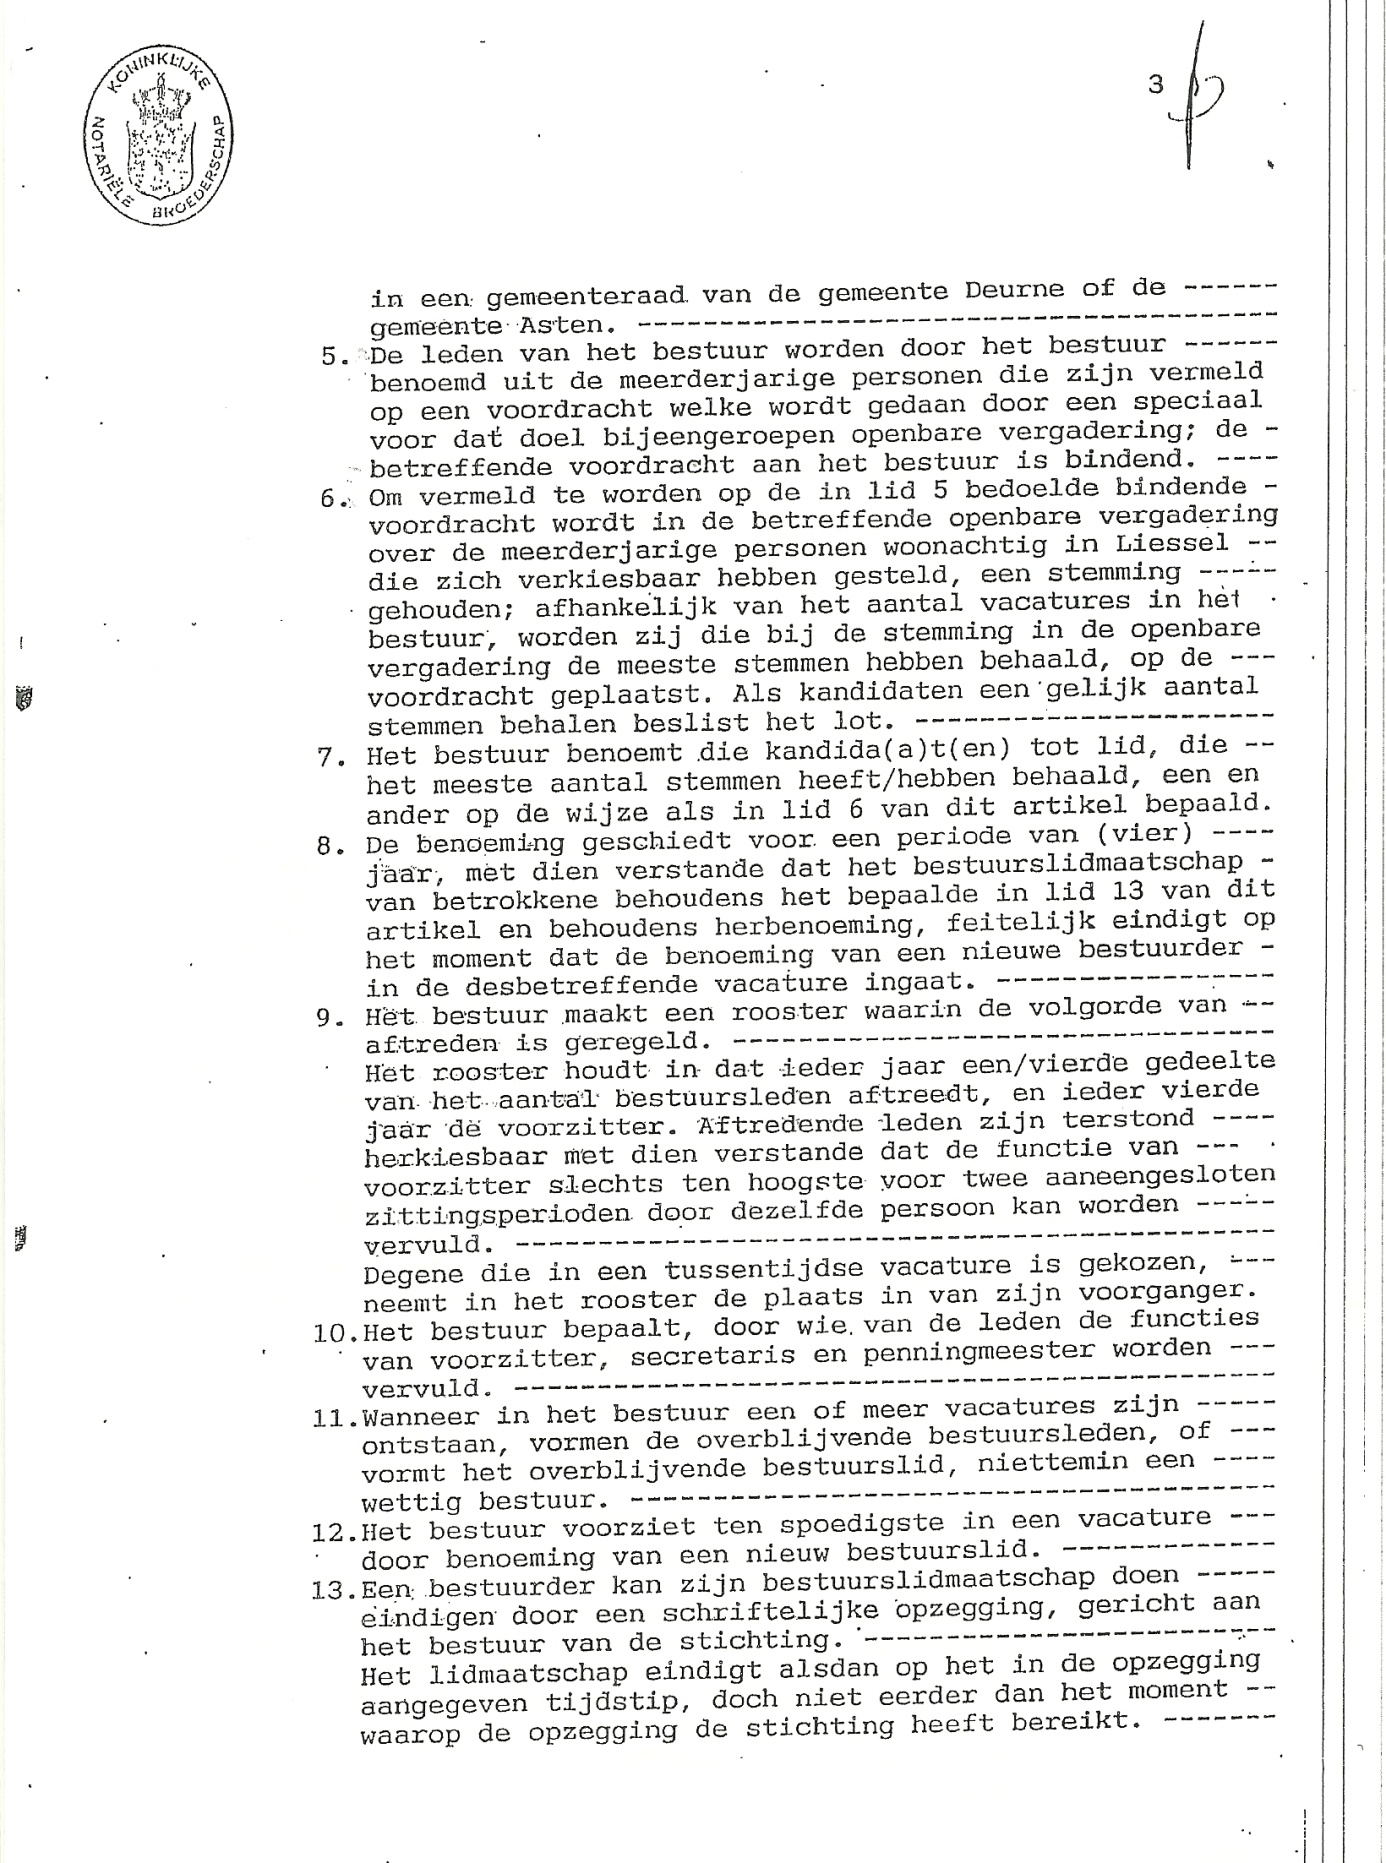 KONINKLIJKE
NOTARIËLE BROEDERSCHAP
3
in een gemeenteraad van de gemeente Deurne of de ------
gemeente Asten. ---------------------------------------
5. De leden van het bestuur worden door het bestuur ------
benoemd uit de meerderjarige personen die zijn vermeld
op een voordracht welke wordt gedaan door een speciaal
voor dat doel bijeengeroepen openbare vergadering; de -
betreffende voordracht aan het bestuur is bindend. ----
6. Om vermeld te worden op de in lid 5 bedoelde bindende -
voordracht wordt in de betreffende openbare vergadering
over de meerderjarige personen woonachtig in Liessel --
die zich verkiesbaar hebben gesteld, een stemming -----
gehouden; afhankelijk van het aantal vacatures in het
bestuur, worden zij die bij de stemming in de openbare
vergadering de meeste stemmen hebben behaald, op de ---
voordracht geplaatst. Als kandidaten een gelijk aantal
stemmen behalen beslist het lot. ----------------------
7. Het bestuur benoemt die kandida(a)t(en) tot lid, die --
het meeste aantal stemmen heeft/hebben behaald, een en
ander op de wijze als in lid 6 van dit artikel bepaald.
8. De benoeming geschiedt voor een periode van (vier) ----
jaar, met dien verstande dat het bestuurslidmaatschap -
van betrokkene behoudens het bepaalde in lid 13 van dit
artikel en behoudens herbenoeming, feitelijk eindigt op
het moment dat de benoeming van een nieuwe bestuurder -
in de desbetreffende vacature ingaat. -----------------
9. Het bestuur maakt een rooster waarin de volgorde van --
aftreden is geregeld. ---------------------------------
Het rooster houdt in dat ieder jaar een/vierde gedeelte
van het aantal bestuursleden aftreedt, en ieder vierde
jaar de voorzitter. Aftredende leden zijn terstond ----
herkiesbaar met dien verstande dat de functie van ---
voorzitter slechts ten hoogste voor twee aaneengesloten
zittingsperioden door dezelfde persoon kan worden -----
vervuld. ----------------------------------------------
Degene die in een tussentijdse vacature is gekozen, ---
neemt in het rooster de plaats in van zijn voorganger.
10. Het bestuur bepaalt, door wie van de leden de functies
van voorzitter, secretaris en penningmeester worden ---
vervuld. ----------------------------------------------
11. Wanneer in het bestuur een of meer vacatures zijn -----
ontstaan, vormen de overblijvende bestuursleden, of ---
vormt het overblijvende bestuurslid, niettemin een ----
wettig bestuur. ---------------------------------------
12. Het bestuur voorziet ten spoedigste in een vacature ---
door benoeming van een nieuw bestuurslid. -------------
13. Een bestuurder kan zijn bestuurslidmaatschap doen -----
eindigen door een schriftelijke opzegging, gericht aan
het bestuur van de stichting. -------------------------
Het lidmaatschap eindigt alsdan op het in de opzegging
aangegeven tijdstip, doch niet eerder dan het moment --
waarop de opzegging de stichting heeft bereikt. -------